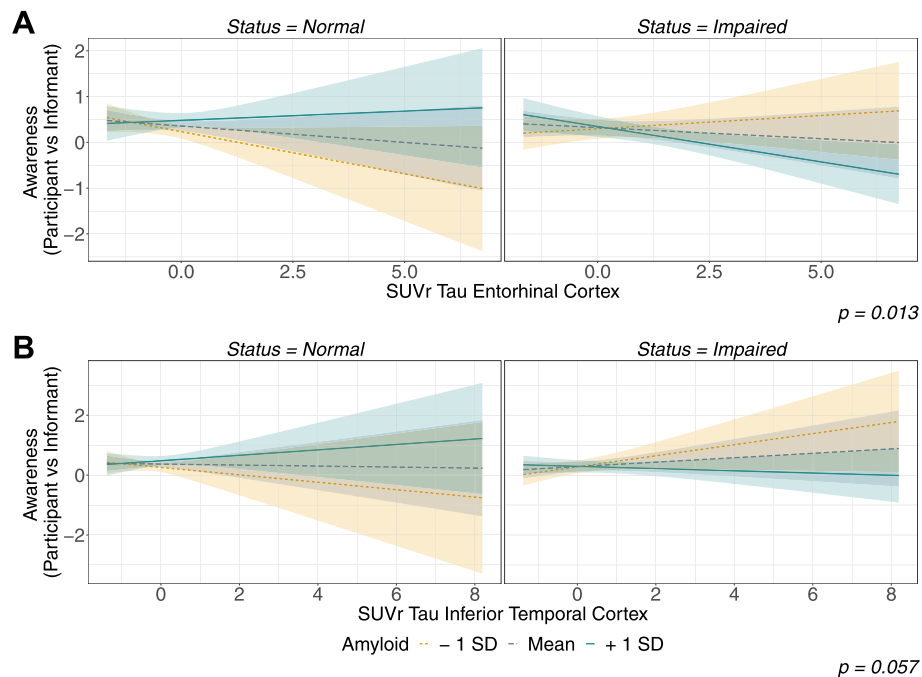 A
Status = Normal
Status = Impaired
Awareness
(Participant vs Informant)
2
1
0
−1
−2
0.0
2.5
5.0
0.0
2.5
5.0
SUVr Tau Entorhinal Cortex
p = 0.013
B
Status = Normal
Status = Impaired
Awareness
(Participant vs Informant)
2
0
−2
0
2
4
6
8
0
2
4
6
8
SUVr Tau Inferior Temporal Cortex
Amyloid − 1 SD Mean + 1 SD
p = 0.057